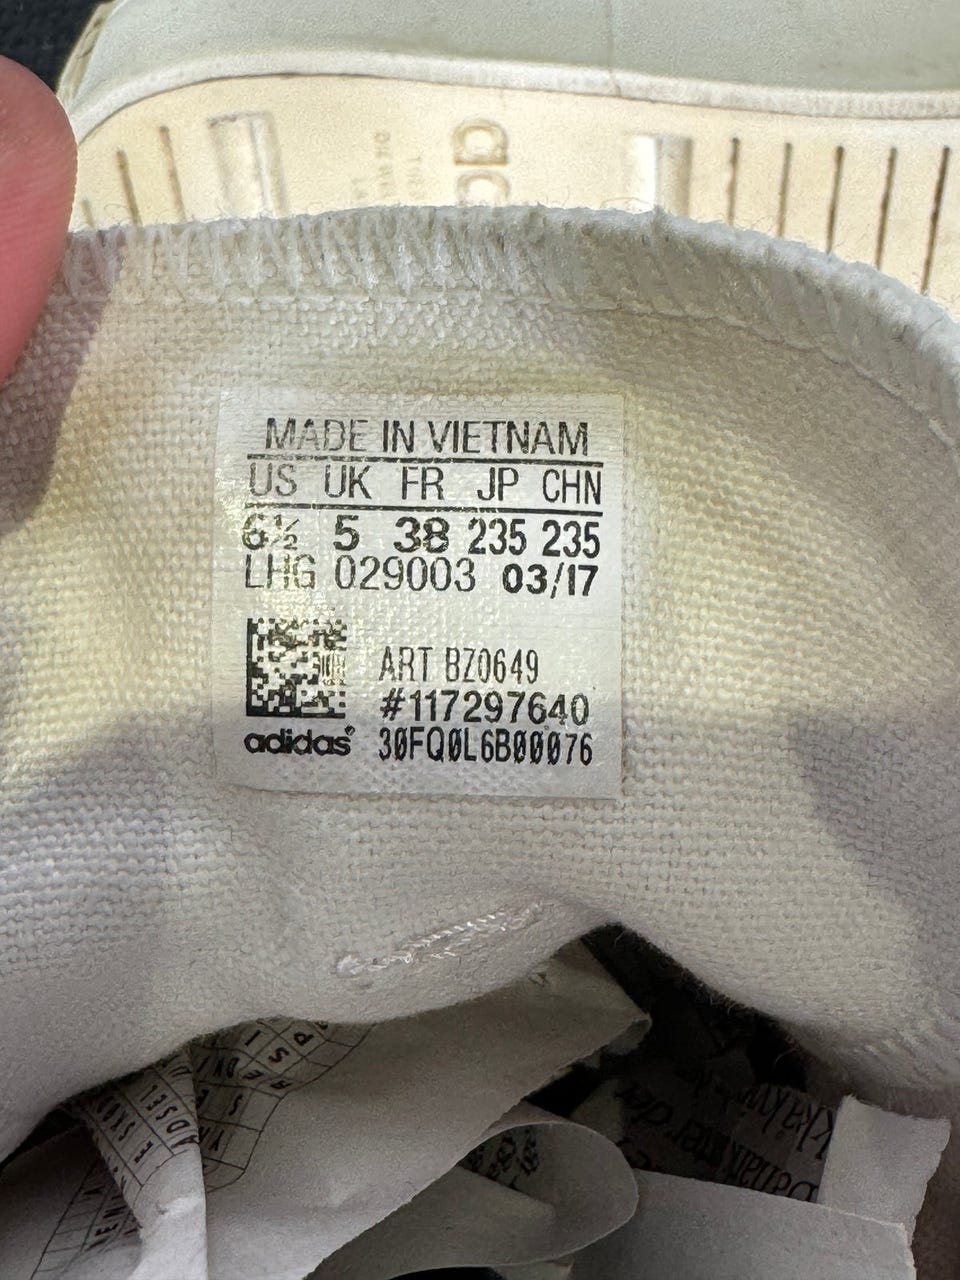 MADE IN VIETNAM
US UK FR JP CHN
6½ 5 38 235 235
LHG 029003 03/17
ART BZ0649
#117297640
adidas® 30FQ0L6B00076